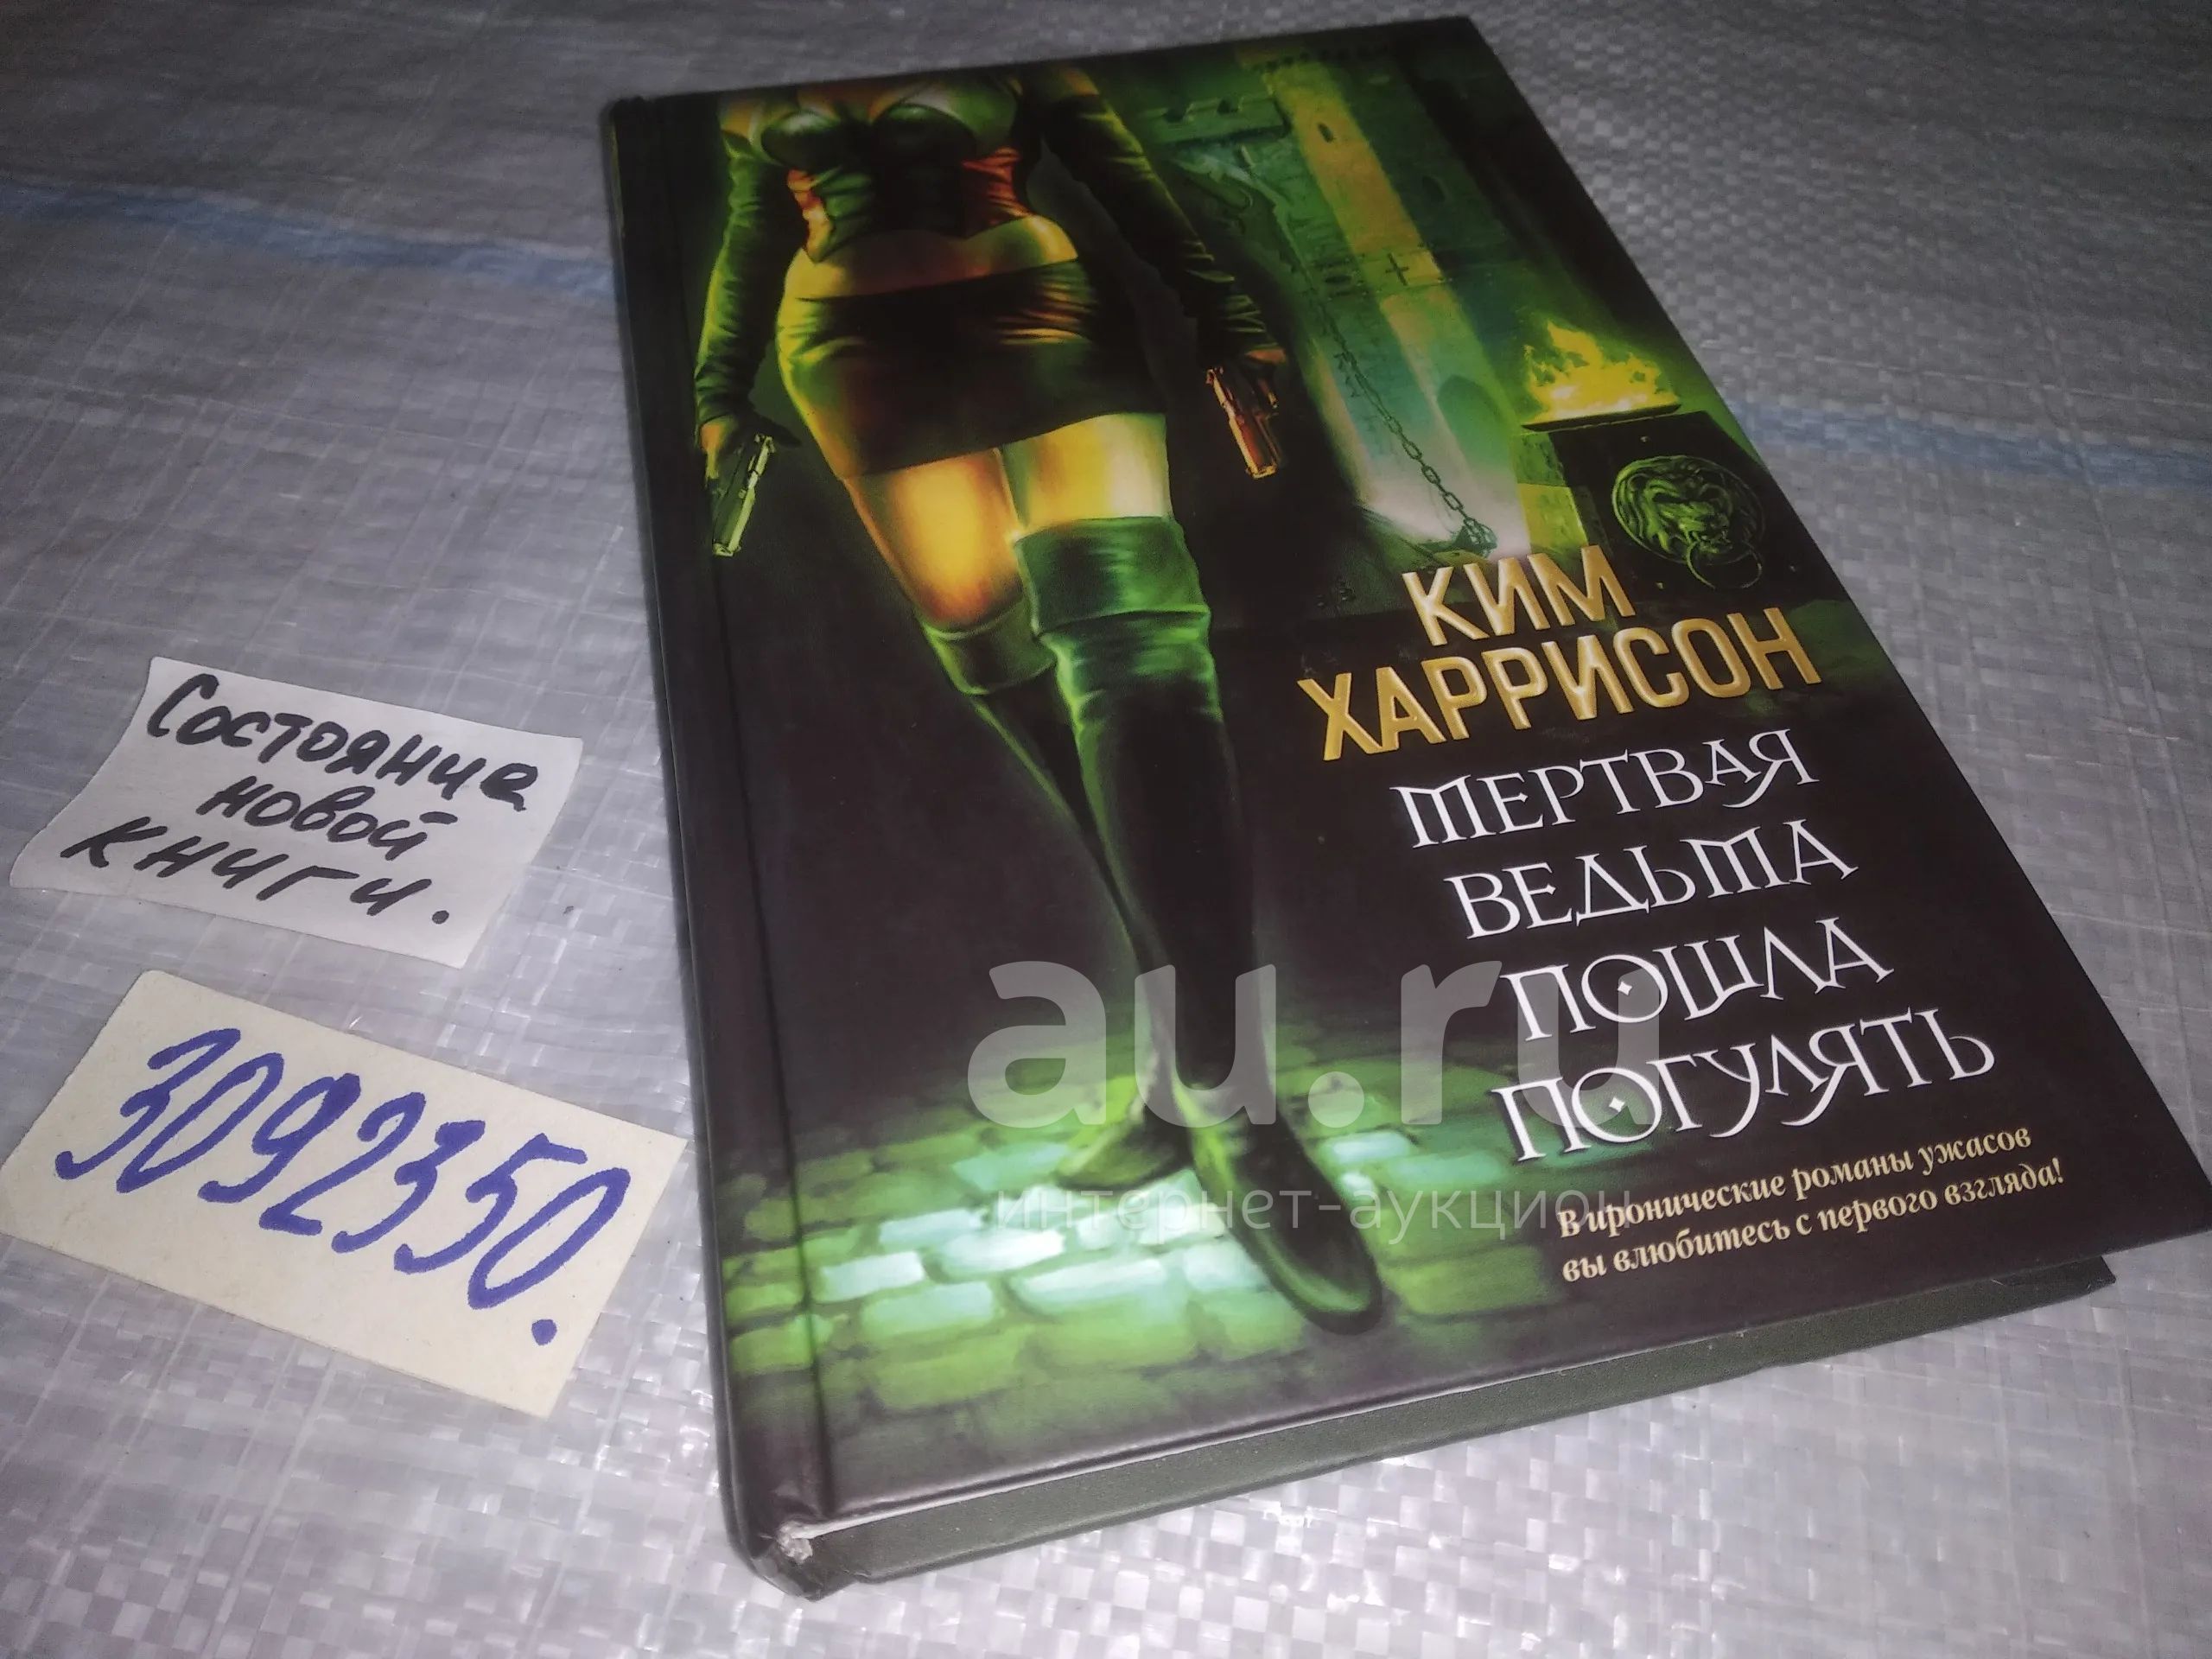 КИМ
ХАРРИСОН
МЕРТВАЯ
ВЕДЬМА
ПОШЛА
ПОГУЛЯТЬ
В иронические романы ужасов
вы влюбитесь с первого взгляда!
Состояние
новой
книги.
3092350.
au.ru
интернет-аукцион